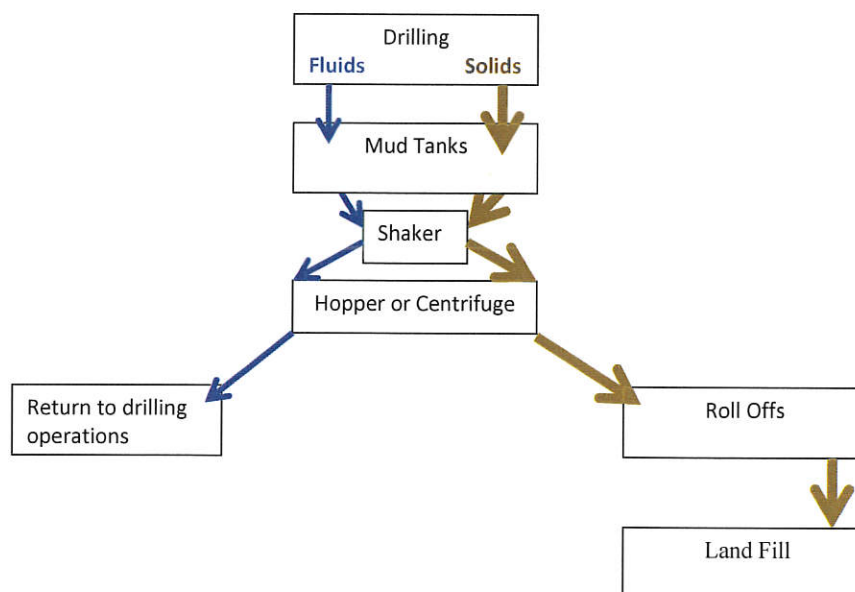 Drilling
Fluids Solids
Mud Tanks
Shaker
Hopper or Centrifuge
Return to drilling
operations
Roll Offs
Land Fill